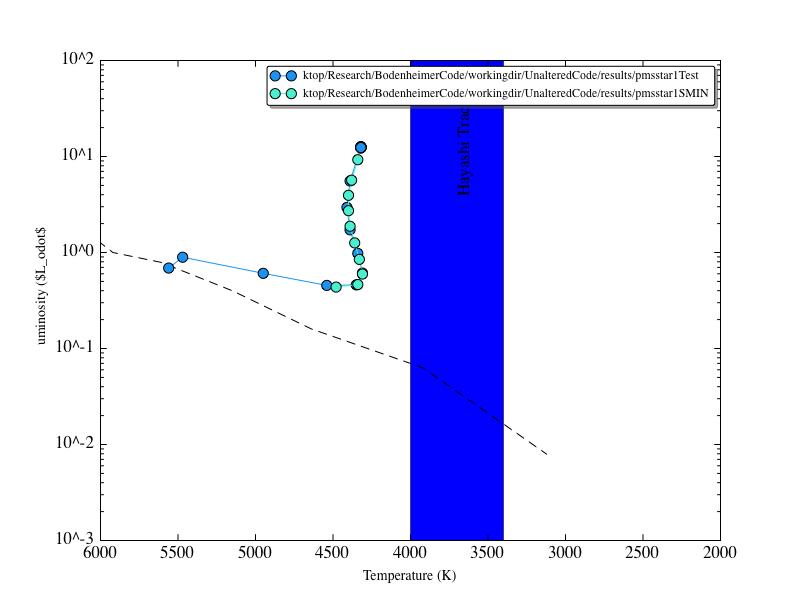 ktop/Research/BodenheimerCode/workingdir/UnalteredCode/results/pmsstar1Test
ktop/Research/BodenheimerCode/workingdir/UnalteredCode/results/pmsstar1SMIN
Hayashi Trac
10^2
10^1
10^0
10^-1
10^-2
10^-3
uminosity ($L_odot$
6000 5500 5000 4500 4000 3500 3000 2500 2000
Temperature (K)